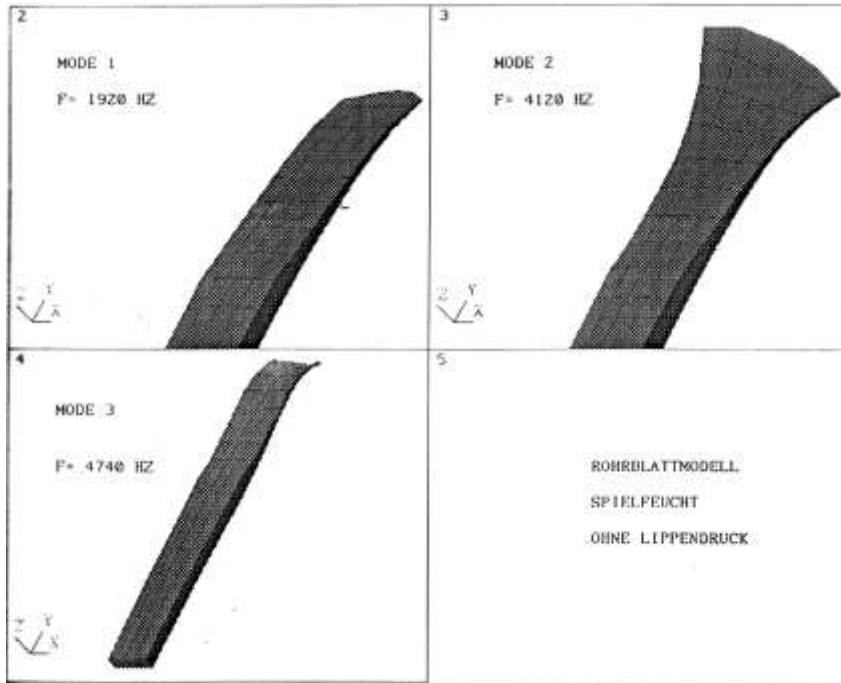 2
MODE 1
F= 1920 HZ
Z Y X
3
MODE 2
F= 4120 HZ
Z Y X
4
MODE 3
F= 4740 HZ
Z Y X
5
ROHRBLATTMODELL
SPIELFEUCHT
OHNE LIPPENDRUCK